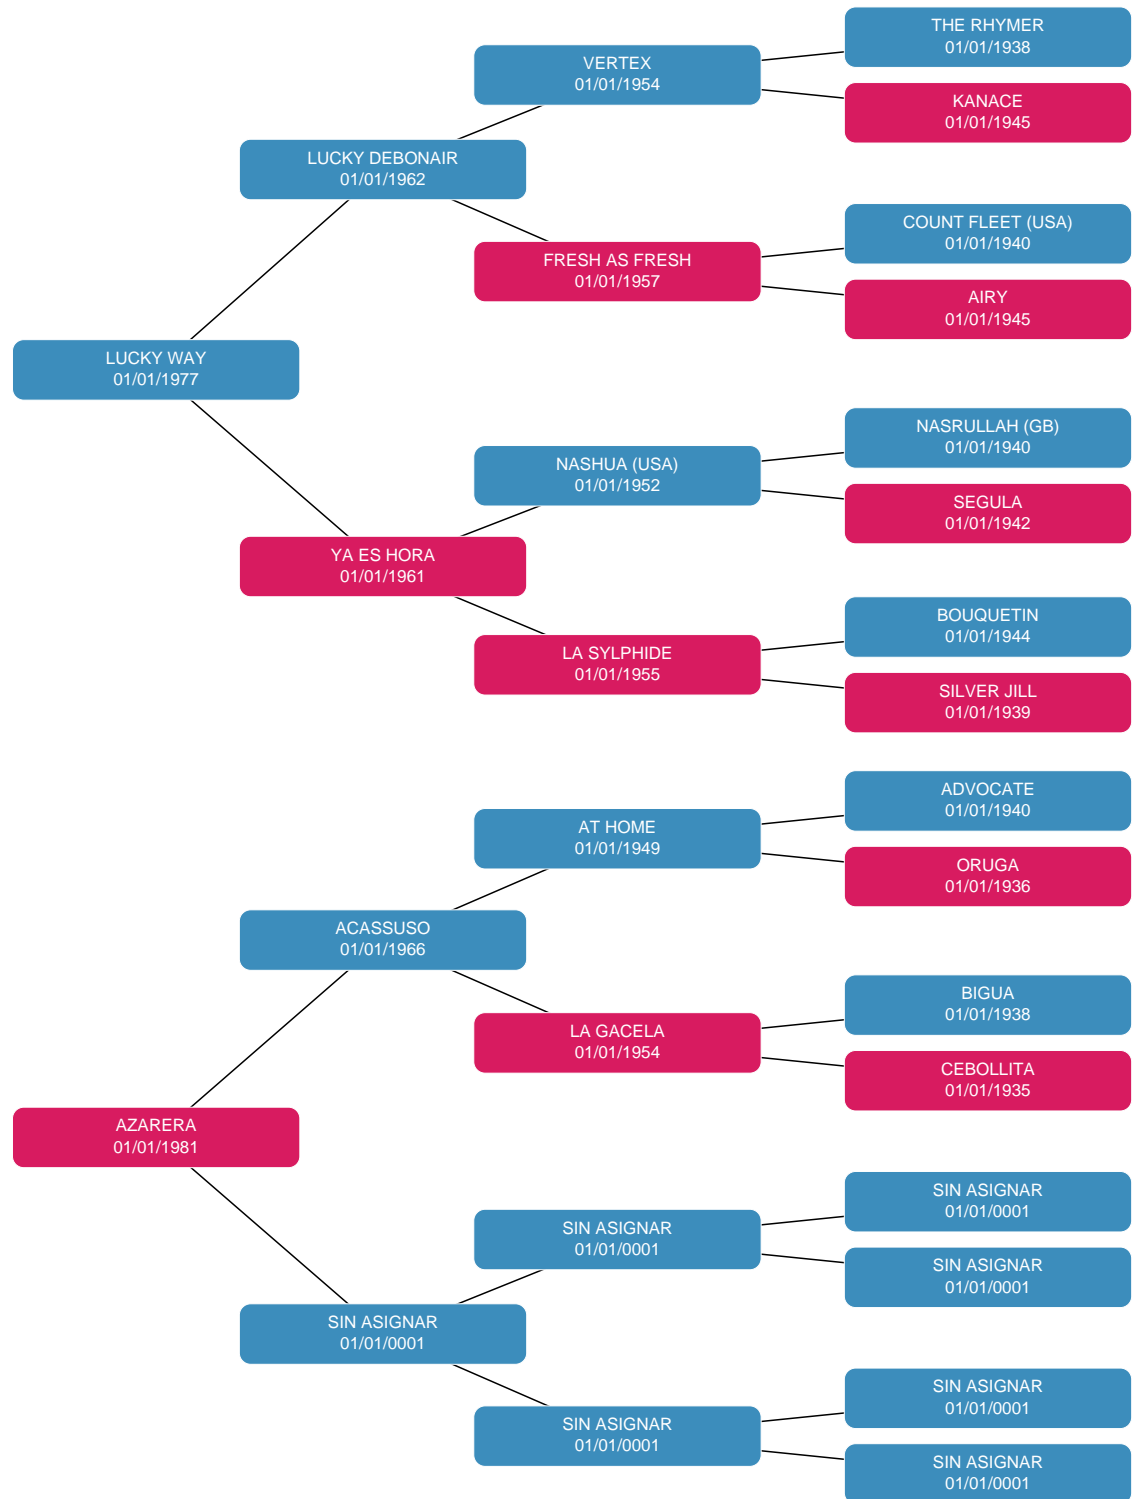 THE RHYMER
01/01/1938
VERTEX
01/01/1954
KANACE
01/01/1945
LUCKY DEBONAIR
01/01/1962
COUNT FLEET (USA)
01/01/1940
FRESH AS FRESH
01/01/1957
AIRY
01/01/1945
LUCKY WAY
01/01/1977
NASRULLAH (GB)
01/01/1940
NASHUA (USA)
01/01/1952
SEGULA
01/01/1942
YA ES HORA
01/01/1961
BOUQUETIN
01/01/1944
LA SYLPHIDE
01/01/1955
SILVER JILL
01/01/1939
ADVOCATE
01/01/1940
AT HOME
01/01/1949
ORUGA
01/01/1936
ACASSUSO
01/01/1966
BIGUA
01/01/1938
LA GACELA
01/01/1954
CEBOLLITA
01/01/1935
AZARERA
01/01/1981
SIN ASIGNAR
01/01/0001
SIN ASIGNAR
01/01/0001
SIN ASIGNAR
01/01/0001
SIN ASIGNAR
01/01/0001
SIN ASIGNAR
01/01/0001
SIN ASIGNAR
01/01/0001
SIN ASIGNAR
01/01/0001